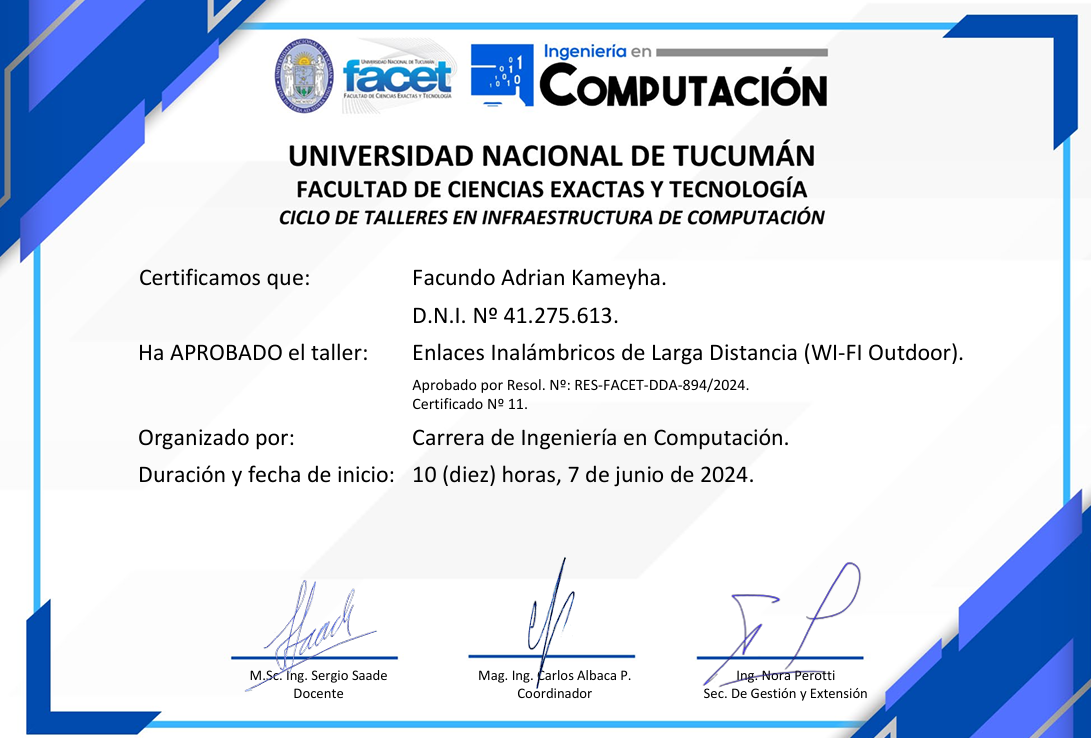 UNIVERSIDAD NACIONAL DE TUCUMÁN
facet
FACULTAD DE CIENCIAS EXACTAS Y TECNOLOGÍA
Ingeniería en
COMPUTACIÓN
UNIVERSIDAD NACIONAL DE TUCUMÁN
FACULTAD DE CIENCIAS EXACTAS Y TECNOLOGÍA
CICLO DE TALLERES EN INFRAESTRUCTURA DE COMPUTACIÓN
Certificamos que: Facundo Adrian Kameyha.
D.N.I. Nº 41.275.613.
Ha APROBADO el taller: Enlaces Inalámbricos de Larga Distancia (WI-FI Outdoor).
Aprobado por Resol. Nº: RES-FACET-DDA-894/2024.
Certificado Nº 11.
Organizado por: Carrera de Ingeniería en Computación.
Duración y fecha de inicio: 10 (diez) horas, 7 de junio de 2024.
M.Sc. Ing. Sergio Saade Mag. Ing. Carlos Albaca P. Ing. Nora Perotti
Docente Coordinador Sec. De Gestión y Extensión